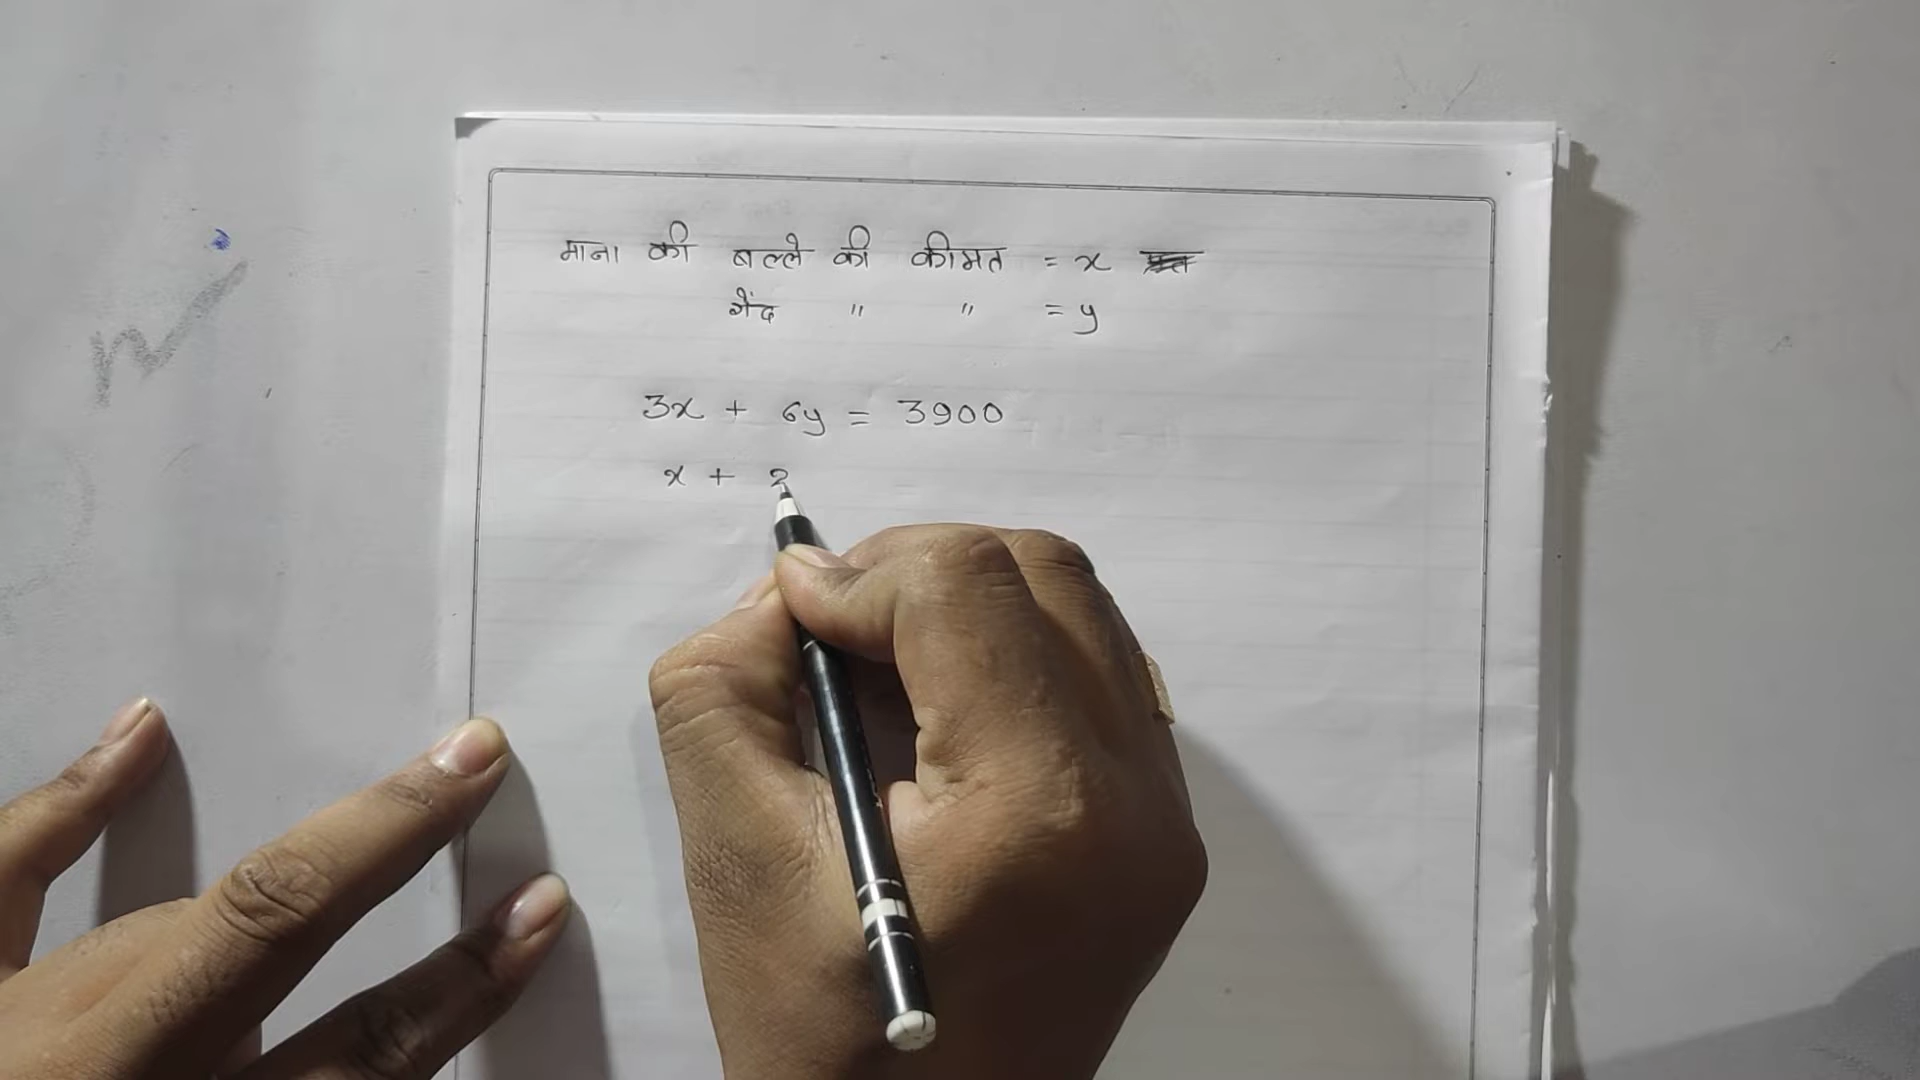 माना की बल्ले की कीमत = x
गेंद " " = y
3x + 6y = 3900
x + 2